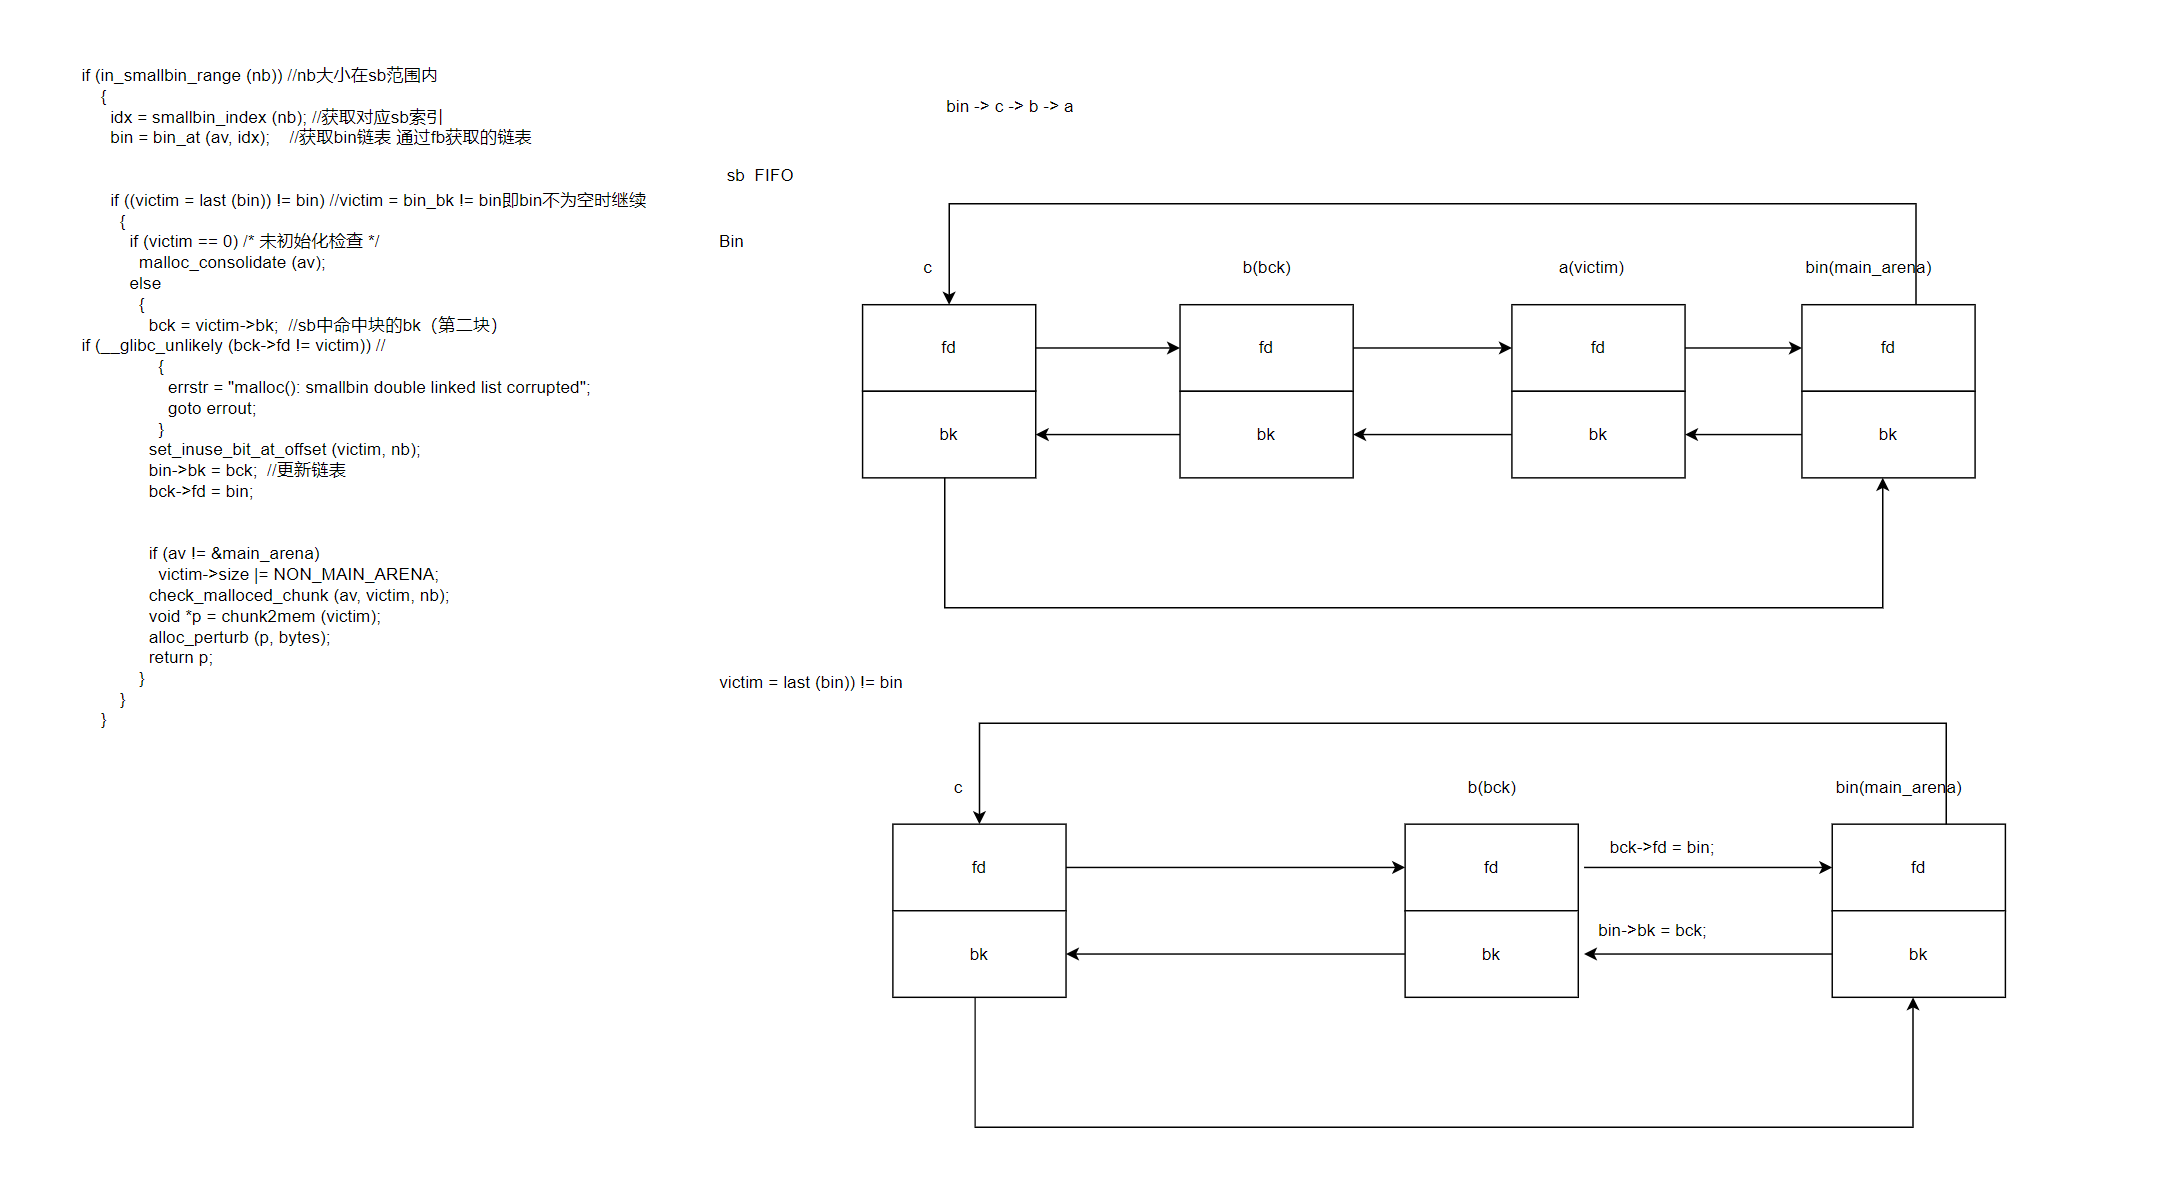 if (in_smallbin_range (nb)) //nb大小在sb范围内
{
idx = smallbin_index (nb); //获取对应sb索引
bin = bin_at (av, idx);    //获取bin链表 通过fb获取的链表
if ((victim = last (bin)) != bin) //victim = bin_bk != bin即bin不为空时继续
{
if (victim == 0) /* 未初始化检查 */
malloc_consolidate (av);
else
{
bck = victim->bk;  //sb中命中块的bk（第二块）
if (__glibc_unlikely (bck->fd != victim)) //
{
errstr = "malloc(): smallbin double linked list corrupted";
goto errout;
}
set_inuse_bit_at_offset (victim, nb);
bin->bk = bck;  //更新链表
bck->fd = bin;
if (av != &main_arena)
victim->size |= NON_MAIN_ARENA;
check_malloced_chunk (av, victim, nb);
void *p = chunk2mem (victim);
alloc_perturb (p, bytes);
return p;
}
}
}
bin -> c -> b -> a
sb  FIFO
Bin
c
b(bck)
a(victim)
bin(main_arena)
fd
fd
fd
fd
bk
bk
bk
bk
victim = last (bin)) != bin
c
b(bck)
bin(main_arena)
bck->fd = bin;
fd
fd
fd
bin->bk = bck;
bk
bk
bk